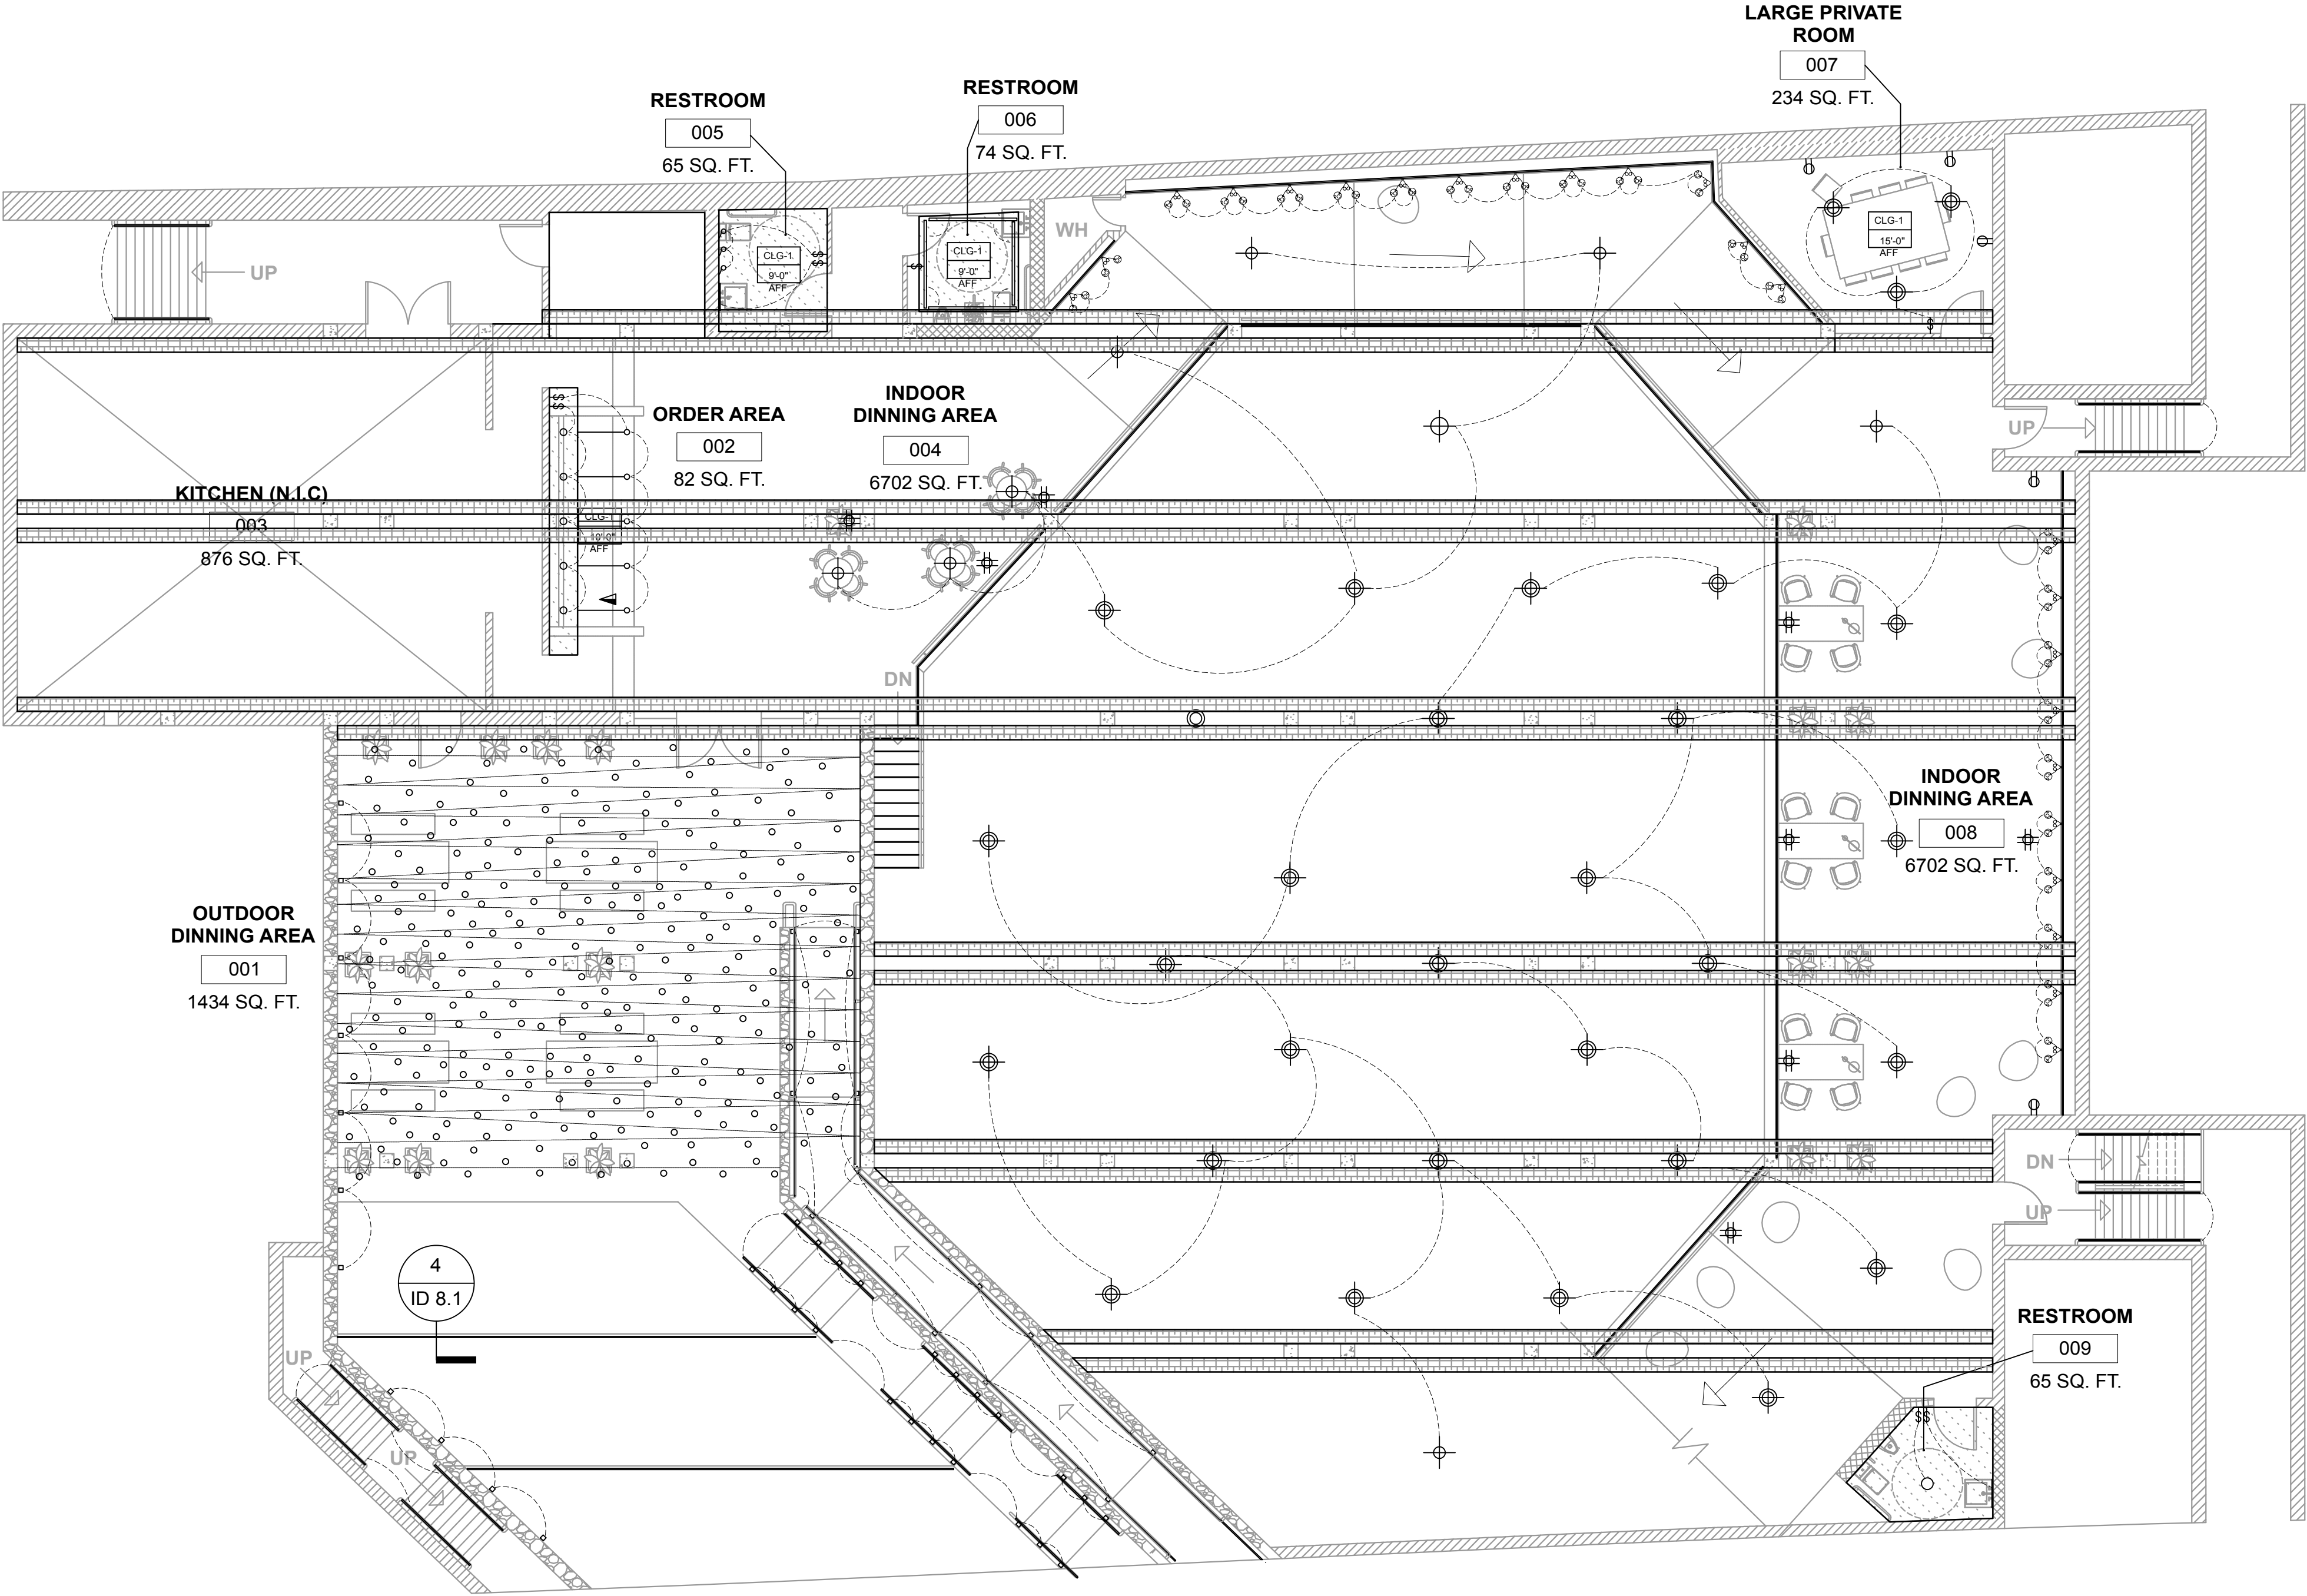 LARGE PRIVATE
ROOM
007
234 SQ. FT.
RESTROOM
005
65 SQ. FT.
RESTROOM
006
74 SQ. FT.
CLG-1
9'-0"
AFF
CLG-1
9'-0"
AFF
WH
CLG-1
15'-0"
AFF
UP
$$
$
$
ORDER AREA
002
82 SQ. FT.
INDOOR
DINNING AREA
004
6702 SQ. FT.
UP
$$
KITCHEN (N.I.C)
003
876 SQ. FT.
CLG-1
10'-0"
AFF
DN
INDOOR
DINNING AREA
008
6702 SQ. FT.
OUTDOOR
DINNING AREA
001
1434 SQ. FT.
DN
UP
4
ID 8.1
UP
UP
RESTROOM
009
65 SQ. FT.
$$